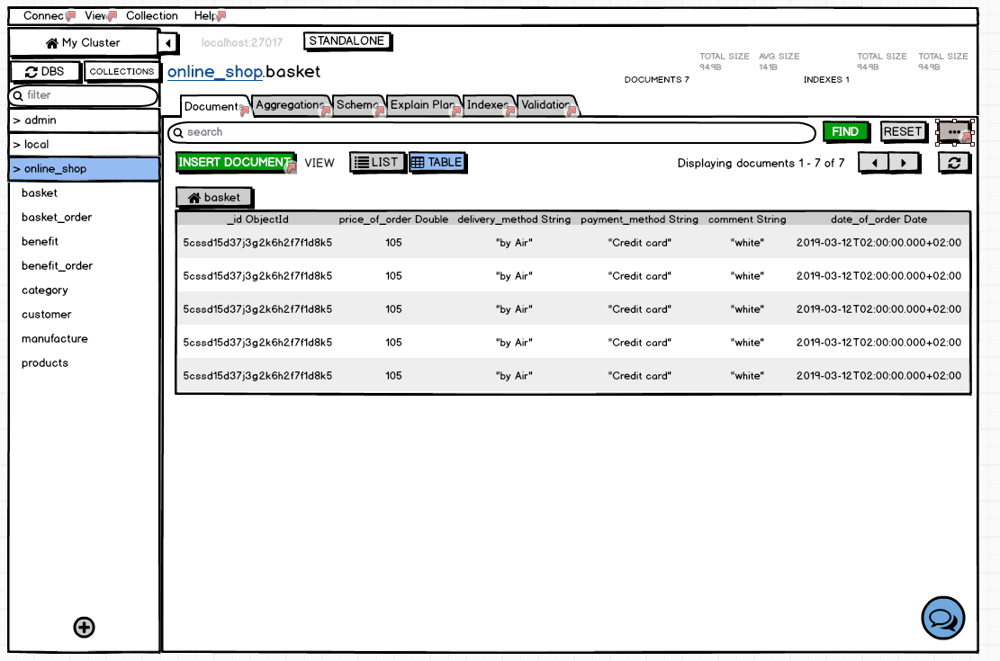 Connec View Collection Help
My Cluster
localhost:27017 STANDALONE
DBS COLLECTIONS
online_shop.basket
TOTAL SIZE AVG. SIZE TOTAL SIZE TOTAL SIZE
949B 141B 949B 949B
DOCUMENTS 7 INDEXES 1
filter
Documents Aggregations Schema Explain Plan Indexes Validation
> admin
search FIND RESET ...
> local
> online_shop
INSERT DOCUMENT VIEW LIST TABLE Displaying documents 1 - 7 of 7
basket
basket_order
benefit
benefit_order
category
customer
manufacture
products
basket
_id ObjectId price_of_order Double delivery_method String payment_method String comment String date_of_order Date
5cssd15d37j3g2k6h2f7f1d8k5 105 "by Air" "Credit card" "white" 2019-03-12T02:00:00.000+02:00
5cssd15d37j3g2k6h2f7f1d8k5 105 "by Air" "Credit card" "white" 2019-03-12T02:00:00.000+02:00
5cssd15d37j3g2k6h2f7f1d8k5 105 "by Air" "Credit card" "white" 2019-03-12T02:00:00.000+02:00
5cssd15d37j3g2k6h2f7f1d8k5 105 "by Air" "Credit card" "white" 2019-03-12T02:00:00.000+02:00
5cssd15d37j3g2k6h2f7f1d8k5 105 "by Air" "Credit card" "white" 2019-03-12T02:00:00.000+02:00